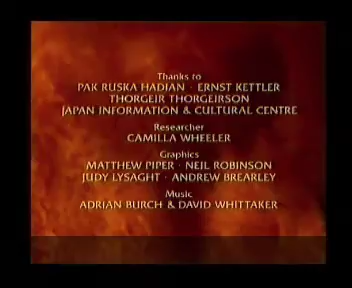 Thanks to
PAK RUSKA HADIAN · ERNST KETTLER
THORGEIR THORGEIRSON
JAPAN INFORMATION & CULTURAL CENTRE
Researcher
CAMILLA WHEELER
Graphics
MATTHEW PIPER · NEIL ROBINSON
JUDY LYSAGHT · ANDREW BREARLEY
Music
ADRIAN BURCH & DAVID WHITTAKER